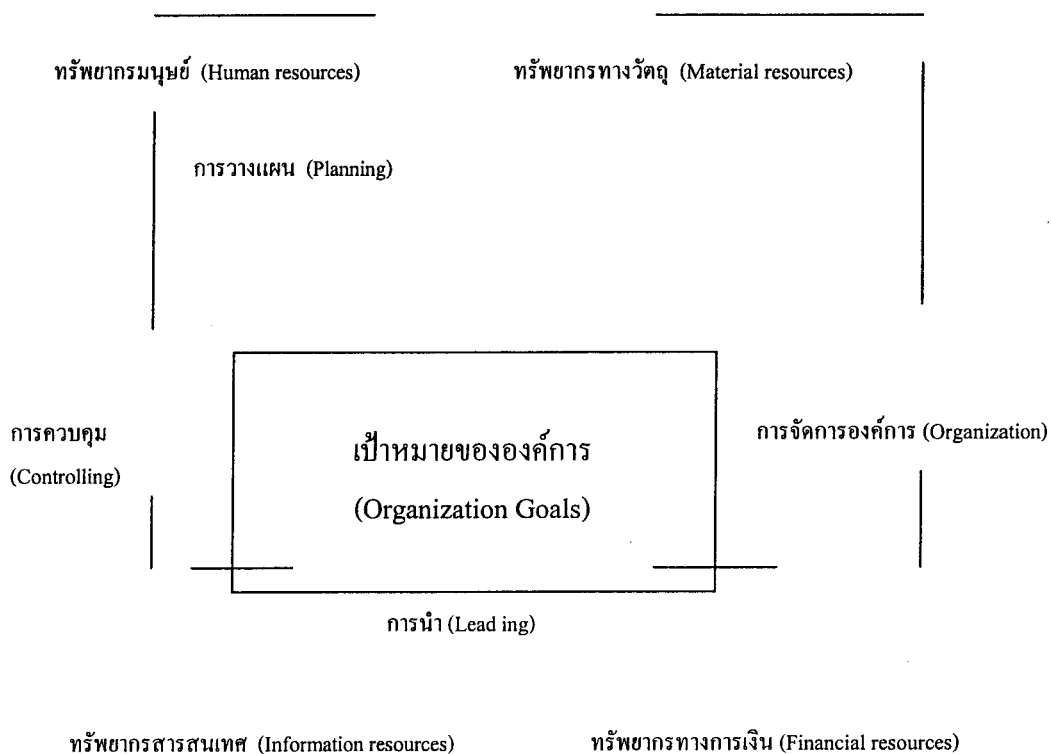 ทรัพยากรมนุษย์ (Human resources)
ทรัพยากรทางวัตถุ (Material resources)
การวางแผน (Planning)
การควบคุม
(Controlling)
เป้าหมายขององค์การ
(Organization Goals)
การจัดการองค์การ (Organization)
การนำ (Lead ing)
ทรัพยากรสารสนเทศ (Information resources)
ทรัพยากรทางการเงิน (Financial resources)